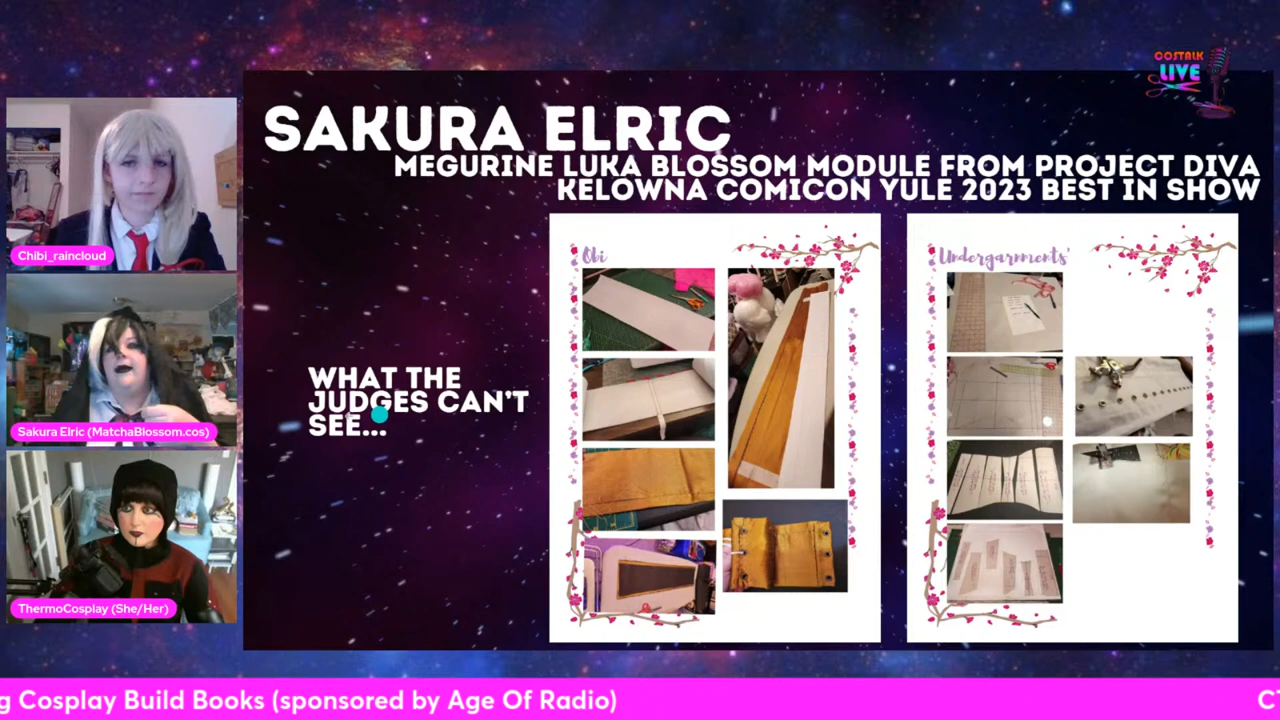 COSTALK
LIVE
SAKURA ELRIC
MEGURINE LUKA BLOSSOM MODULE FROM PROJECT DIVA
KELOWNA COMICON YULE 2023 BEST IN SHOW
Chibi_raincloud
Sakura Elric (MatchaBlossom.cos)
ThermoCosplay (She/Her)
WHAT THE
JUDGES CAN'T
SEE...
Obi
Undergarnments'
g Cosplay Build Books (sponsored by Age Of Radio)